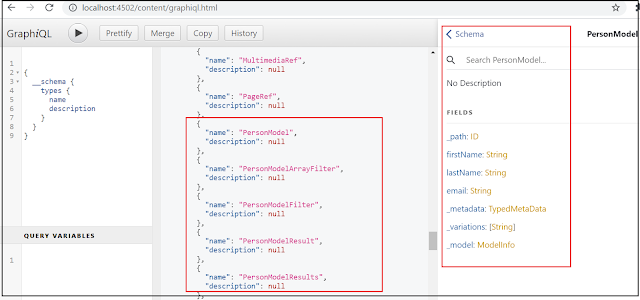 localhost:4502/content/graphiql.html
GraphiQL
Prettify
Merge
Copy
History
1
2 {
3 __schema {
4 types {
5 name
6 description
7 }
8 }
9 }
QUERY VARIABLES
1
{
"name": "MultimediaRef",
"description": null
},
{
"name": "PageRef",
"description": null
},
{
"name": "PersonModel",
"description": null
},
{
"name": "PersonModelArrayFilter",
"description": null
},
{
"name": "PersonModelFilter",
"description": null
},
{
"name": "PersonModelResult",
"description": null
},
{
"name": "PersonModelResults",
"description": null
},
Schema
PersonModel
Search PersonModel...
No Description
FIELDS
_path: ID
firstName: String
lastName: String
email: String
_metadata: TypedMetaData
_variations: [String]
_model: ModelInfo